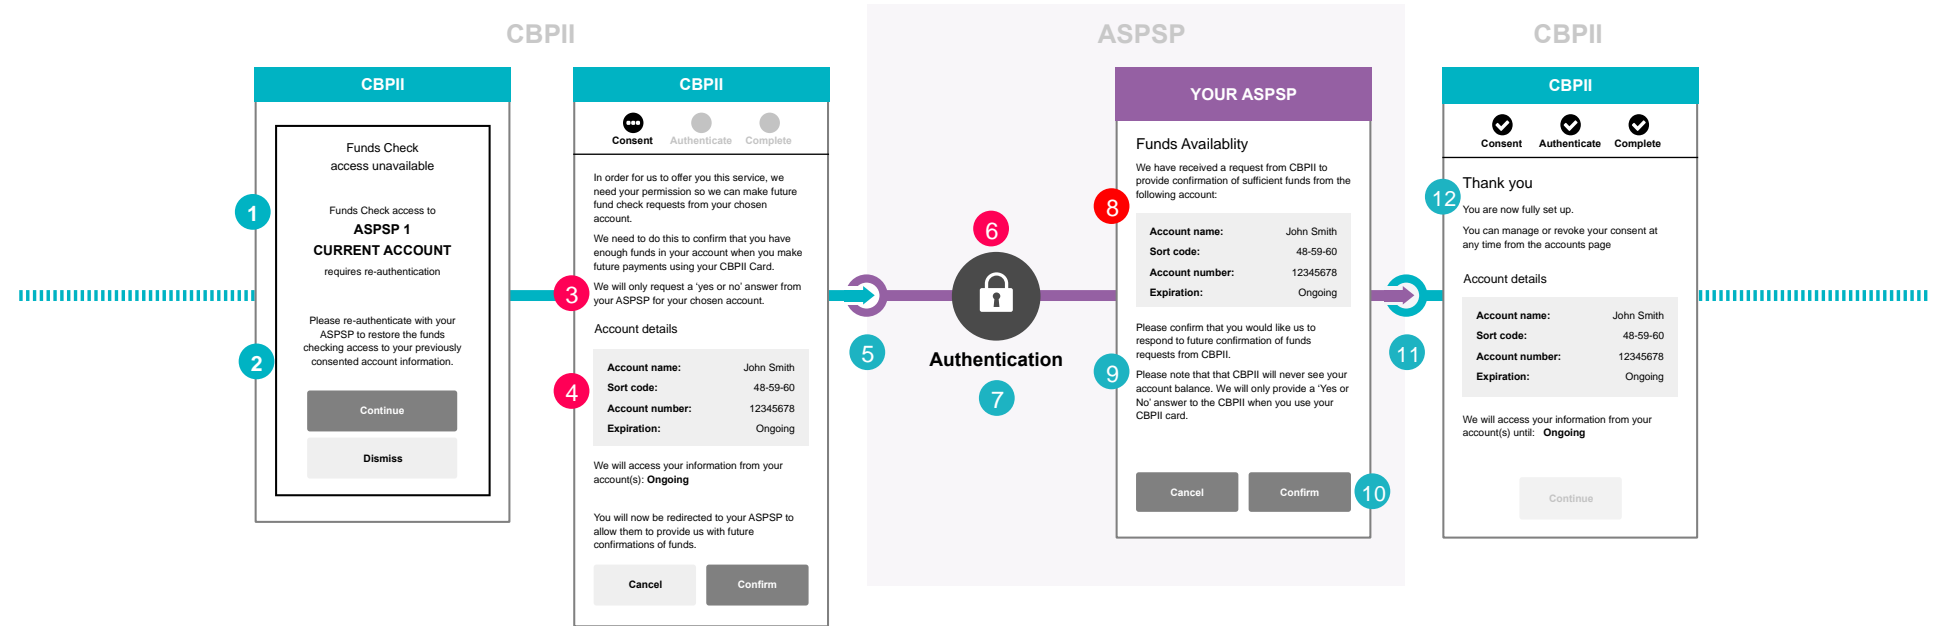 CBPII
ASPSP
CBPII
CBPII
Funds Check
access unavailable
1
Funds Check access to
ASPSP 1
CURRENT ACCOUNT
requires re-authentication
2
Please re-authenticate with your
ASPSP to restore the funds
checking access to your previously
consented account information.
Continue
Dismiss
CBPII
Consent Authenticate Complete
In order for us to offer you this service, we
need your permission so we can make future
fund check requests from your chosen
account.
We need to do this to confirm that you have
enough funds in your account when you make
future payments using your CBPII Card.
3
We will only request a ‘yes or no’ answer from
your ASPSP for your chosen account.
Account details
4
Account name: John Smith
Sort code: 48-59-60
Account number: 12345678
Expiration: Ongoing
We will access your information from your
account(s): Ongoing
You will now be redirected to your ASPSP to
allow them to provide us with future
confirmations of funds.
Cancel Confirm
5
6
Authentication
7
YOUR ASPSP
Funds Availablity
We have received a request from CBPII to
provide confirmation of sufficient funds from the
following account:
8
Account name: John Smith
Sort code: 48-59-60
Account number: 12345678
Expiration: Ongoing
Please confirm that you would like us to
respond to future confirmation of funds
requests from CBPII.
9
Please note that that CBPII will never see your
account balance. We will only provide a ‘Yes or
No’ answer to the CBPII when you use your
CBPII card.
Cancel Confirm
10
11
CBPII
Consent Authenticate Complete
12
Thank you
You are now fully set up.
You can manage or revoke your consent at
any time from the accounts page
Account details
Account name: John Smith
Sort code: 48-59-60
Account number: 12345678
Expiration: Ongoing
We will access your information from your
account(s) until: Ongoing
Continue